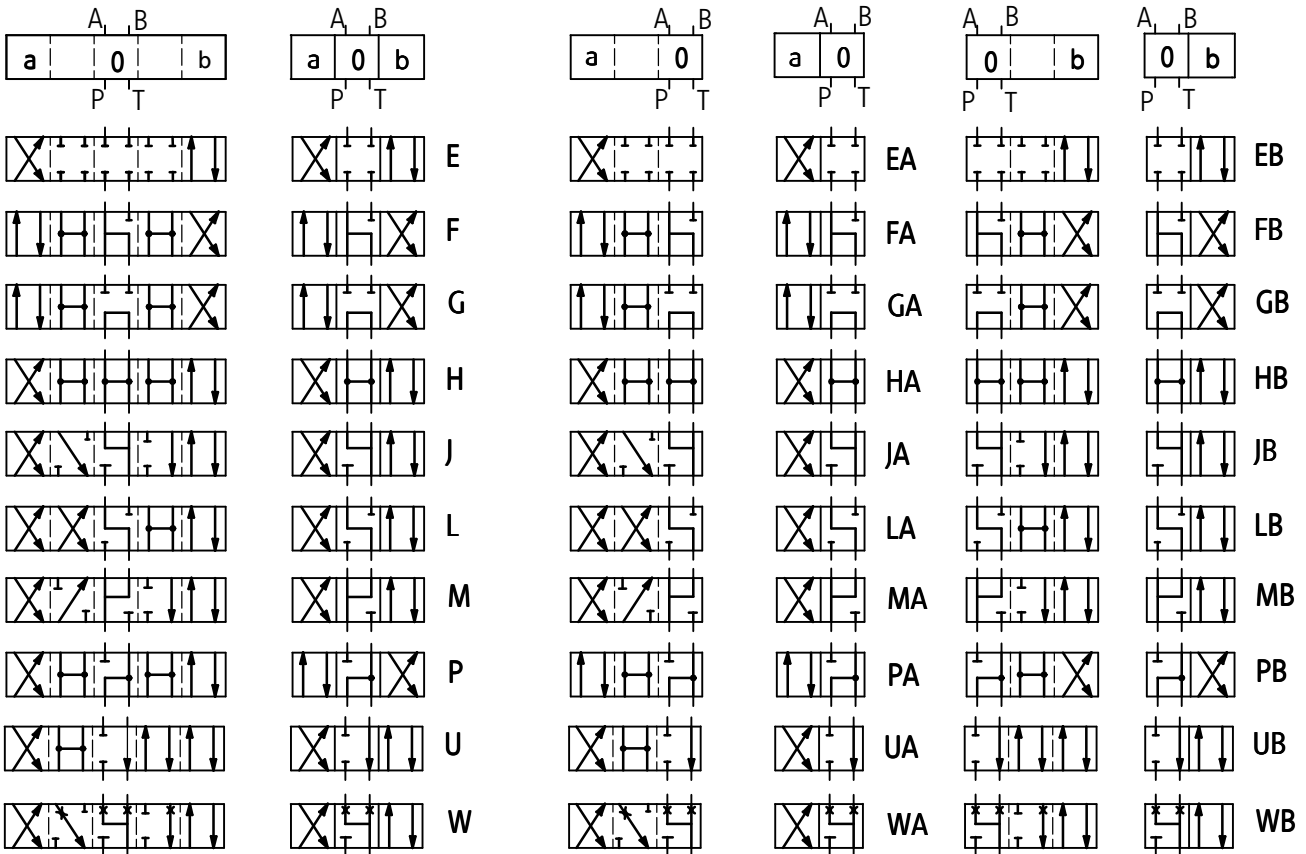 A B A B A B A B A B A B
a 0 b a 0 b a 0 a 0 0 b 0 b
P T P T P T P T P T P T
E EA EB
F FA FB
G GA GB
H HA HB
J JA JB
L LA LB
M MA MB
P PA PB
U UA UB
W WA WB